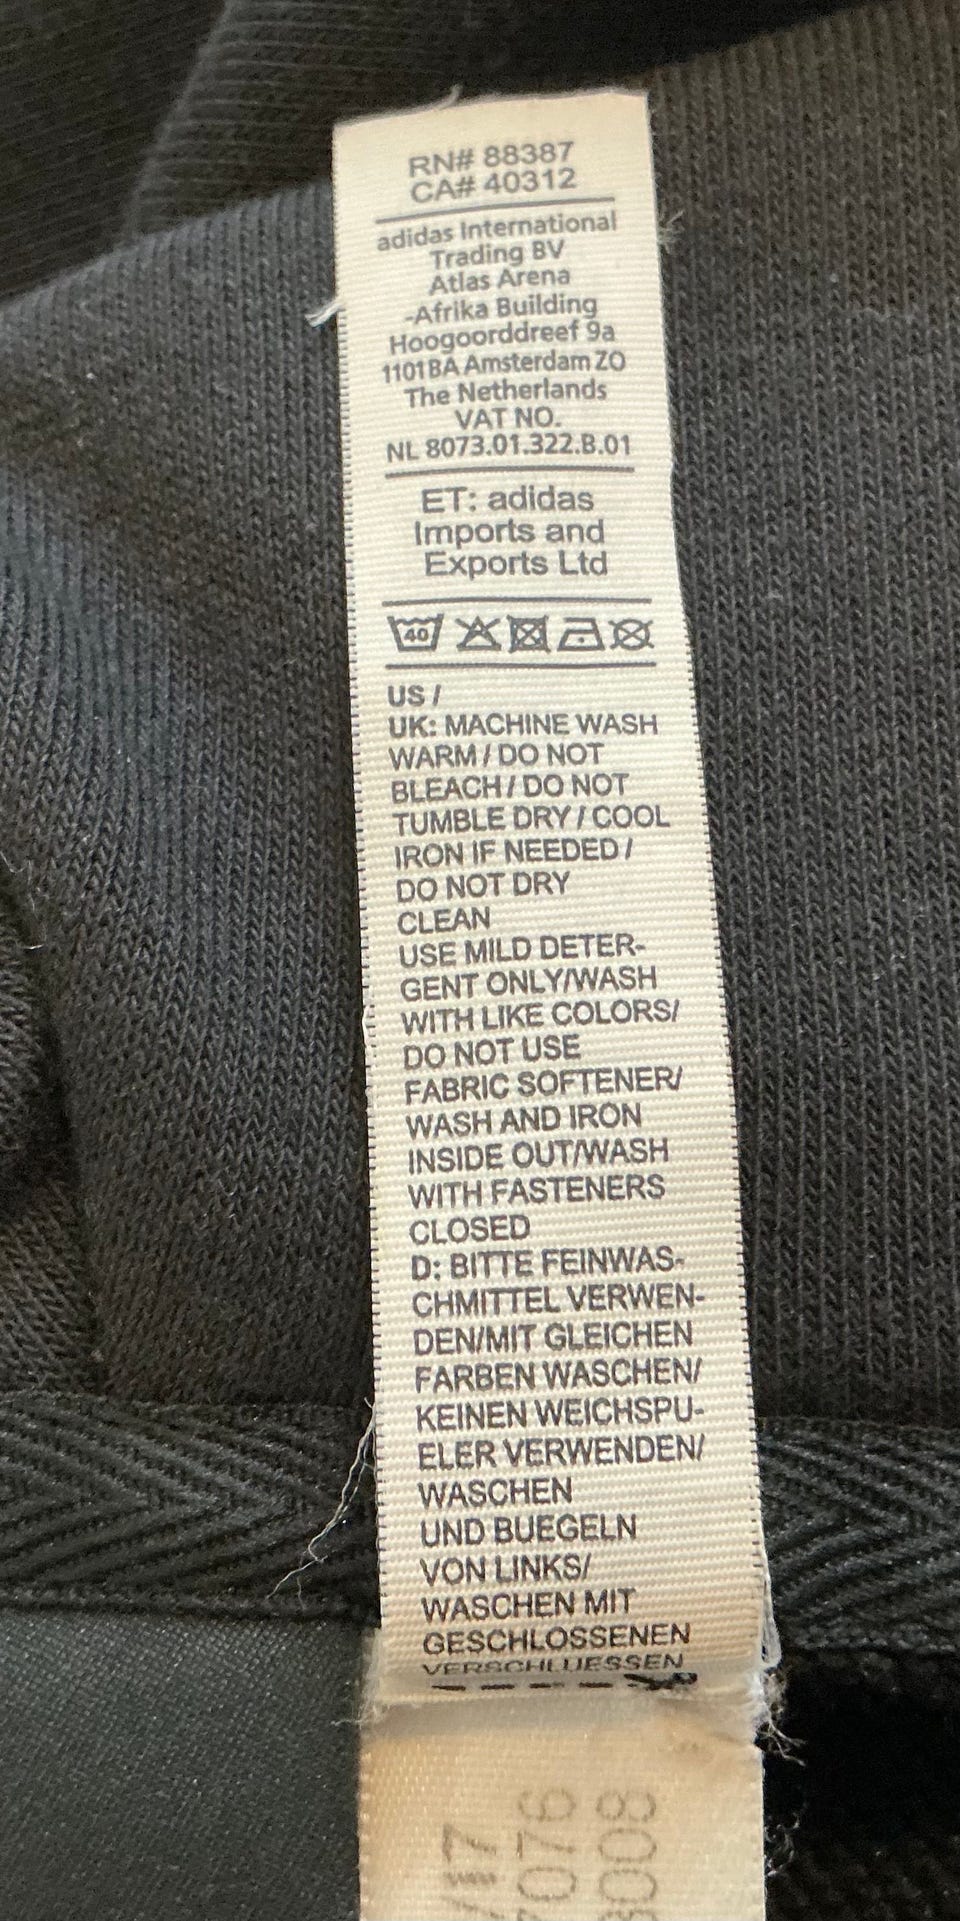 RN# 88387
CA# 40312
adidas International
Trading BV
Atlas Arena
-Afrika Building
Hoogoorddreef 9a
1101BA Amsterdam ZO
The Netherlands
VAT NO.
NL 8073.01.322.B.01
ET: adidas
Imports and
Exports Ltd
40
US /
UK: MACHINE WASH
WARM / DO NOT
BLEACH / DO NOT
TUMBLE DRY / COOL
IRON IF NEEDED /
DO NOT DRY
CLEAN
USE MILD DETER-
GENT ONLY/WASH
WITH LIKE COLORS/
DO NOT USE
FABRIC SOFTENER/
WASH AND IRON
INSIDE OUT/WASH
WITH FASTENERS
CLOSED
D: BITTE FEINWAS-
CHMITTEL VERWEN-
DEN/MIT GLEICHEN
FARBEN WASCHEN/
KEINEN WEICHSPU-
ELER VERWENDEN/
WASCHEN
UND BUEGELN
VON LINKS/
WASCHEN MIT
GESCHLOSSENEN
VERSCHLUESSEN